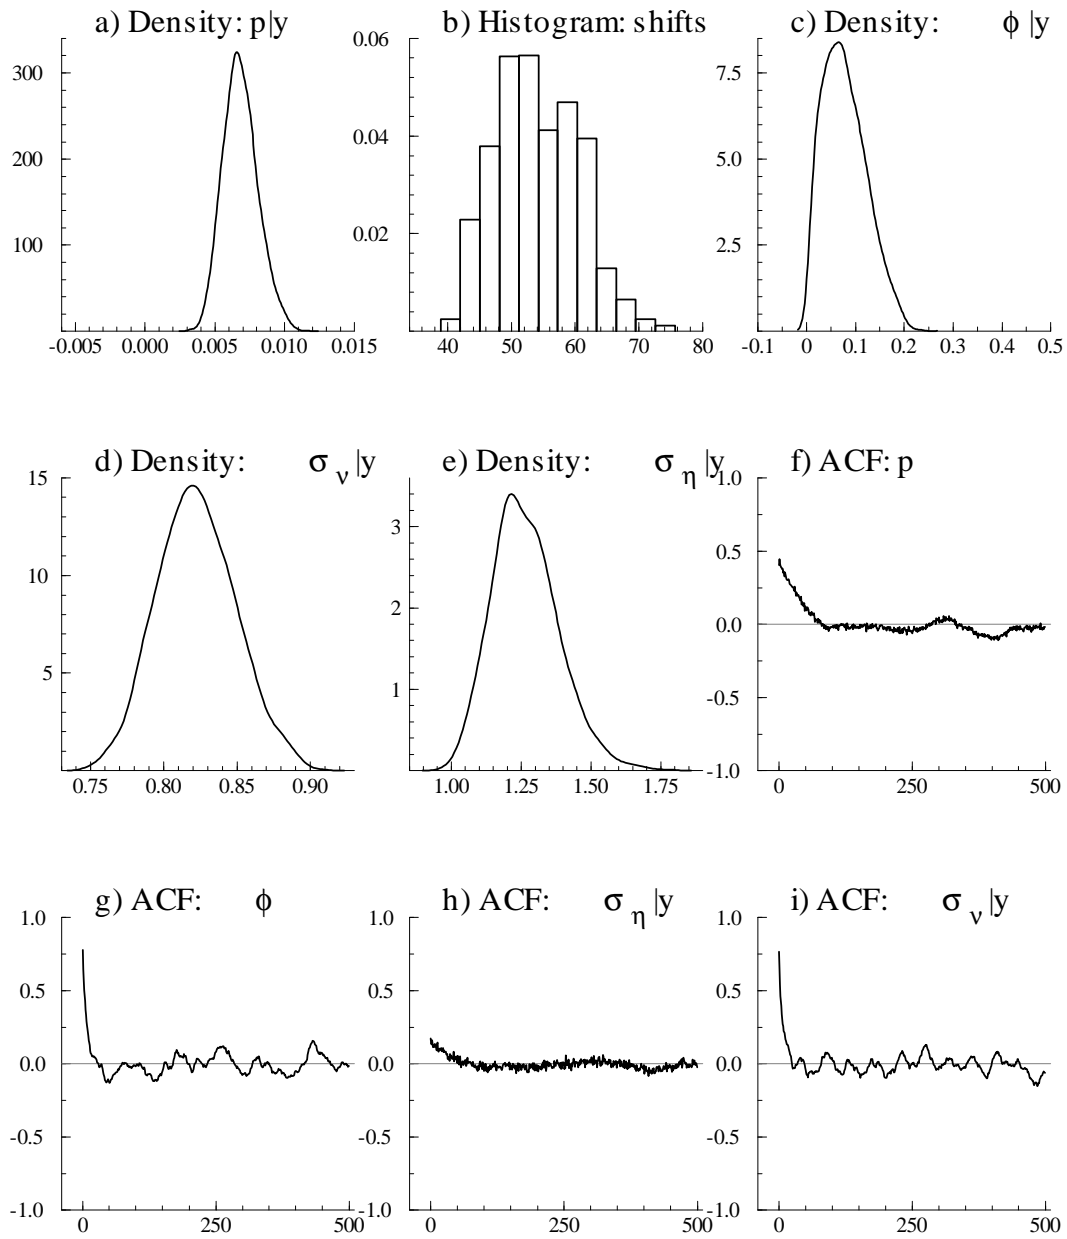 a) Density: p|y
b) Histogram: shifts
c) Density: ϕ |y
300
200
100
-0.005 0.000 0.005 0.010 0.015
0.06
0.04
0.02
40 50 60 70 80
7.5
5.0
2.5
-0.1 0 0.1 0.2 0.3 0.4 0.5
d) Density: σν |y
e) Density: ση |y
f) ACF: p
15
10
5
0.75 0.80 0.85 0.90
3
2
1
1.00 1.25 1.50 1.75
1.0
0.5
0.0
-0.5
-1.0
0 250 500
g) ACF: ϕ
h) ACF: ση |y
i) ACF: σν |y
1.0
0.5
0.0
-0.5
-1.0
0 250 500
1.0
0.5
0.0
-0.5
-1.0
0 250 500
1.0
0.5
0.0
-0.5
-1.0
0 250 500